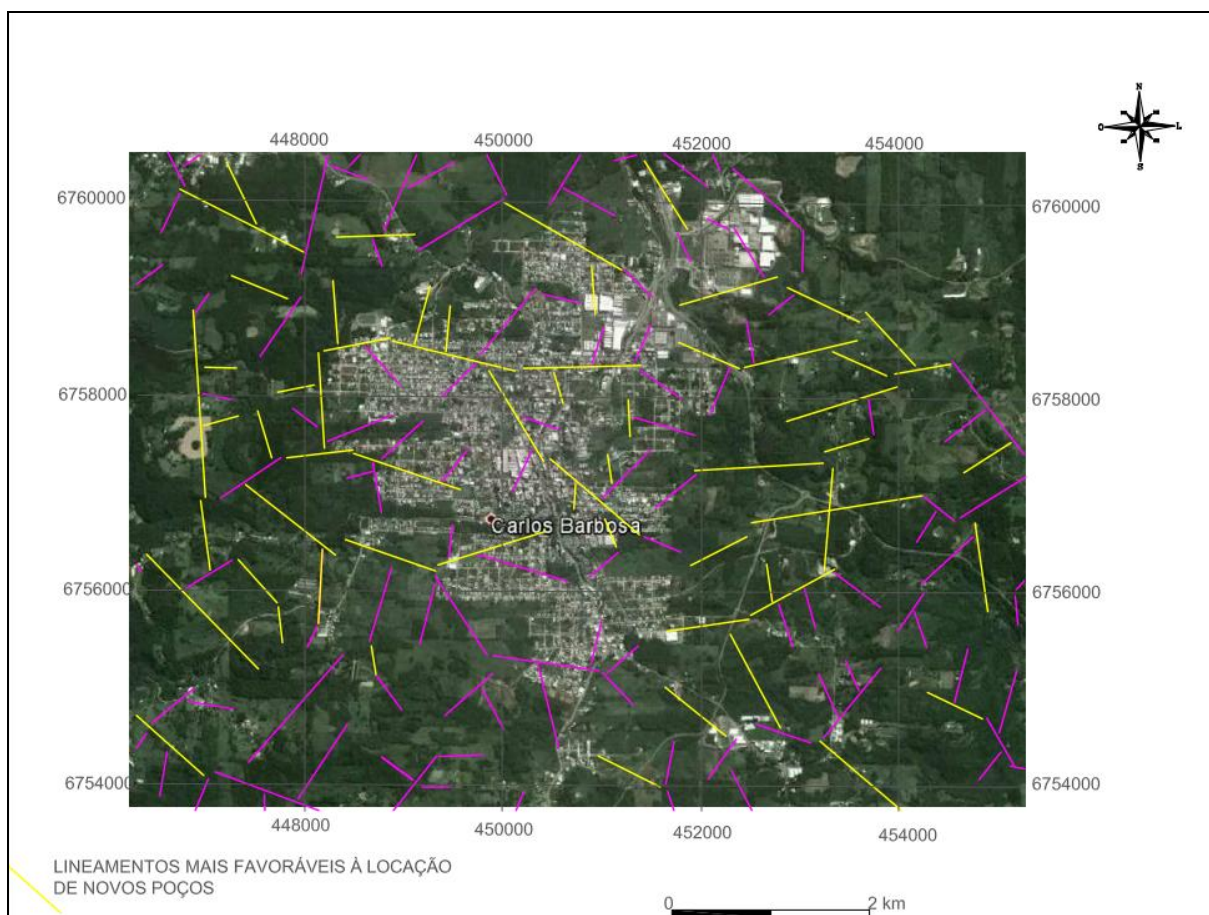 N
O L
S
448000 450000 452000 454000
6760000 6760000
6758000 6758000
Carlos Barbosa
6756000 6756000
6754000 6754000
448000 450000 452000 454000
LINEAMENTOS MAIS FAVORÁVEIS À LOCAÇÃO
DE NOVOS POÇOS
0 2 km